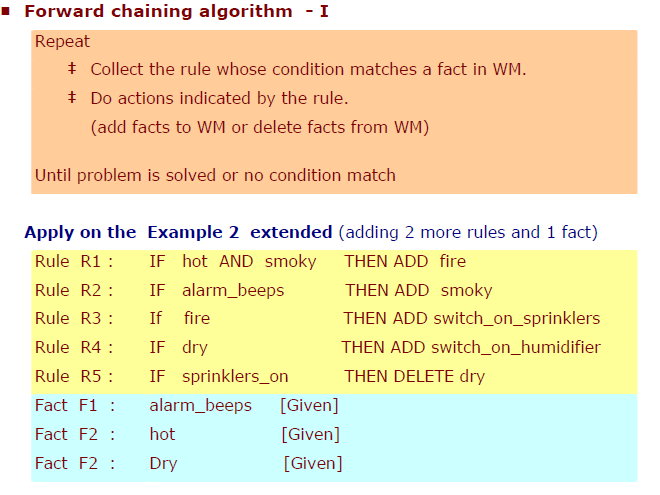 ▪ Forward chaining algorithm - I
Repeat
‡ Collect the rule whose condition matches a fact in WM.
‡ Do actions indicated by the rule.
(add facts to WM or delete facts from WM)
Until problem is solved or no condition match
Apply on the Example 2 extended (adding 2 more rules and 1 fact)
Rule R1 : IF hot AND smoky THEN ADD fire
Rule R2 : IF alarm_beeps THEN ADD smoky
Rule R3 : If fire THEN ADD switch_on_sprinklers
Rule R4 : IF dry THEN ADD switch_on_humidifier
Rule R5 : IF sprinklers_on THEN DELETE dry
Fact F1 : alarm_beeps [Given]
Fact F2 : hot [Given]
Fact F2 : Dry [Given]